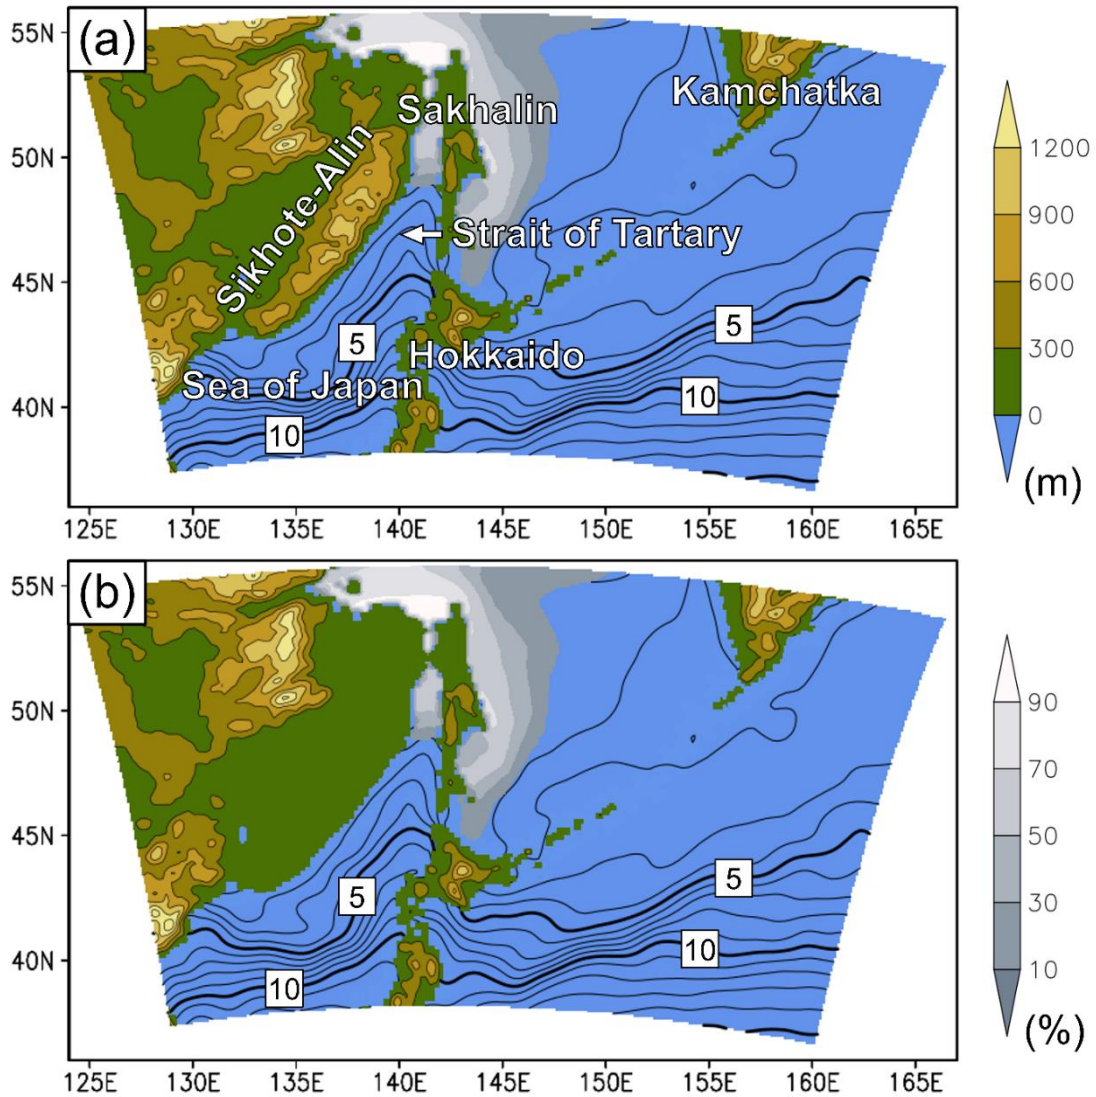 (a)
55N
50N
45N
40N
Kamchatka
Sakhalin
Sikhote-Alin
Strait of Tartary
5
5
Hokkaido
Sea of Japan
10
10
125E 130E 135E 140E 145E 150E 155E 160E 165E
1200
900
600
300
0
(m)
(b)
55N
50N
45N
40N
5
5
10
10
125E 130E 135E 140E 145E 150E 155E 160E 165E
90
70
50
30
10
(%)